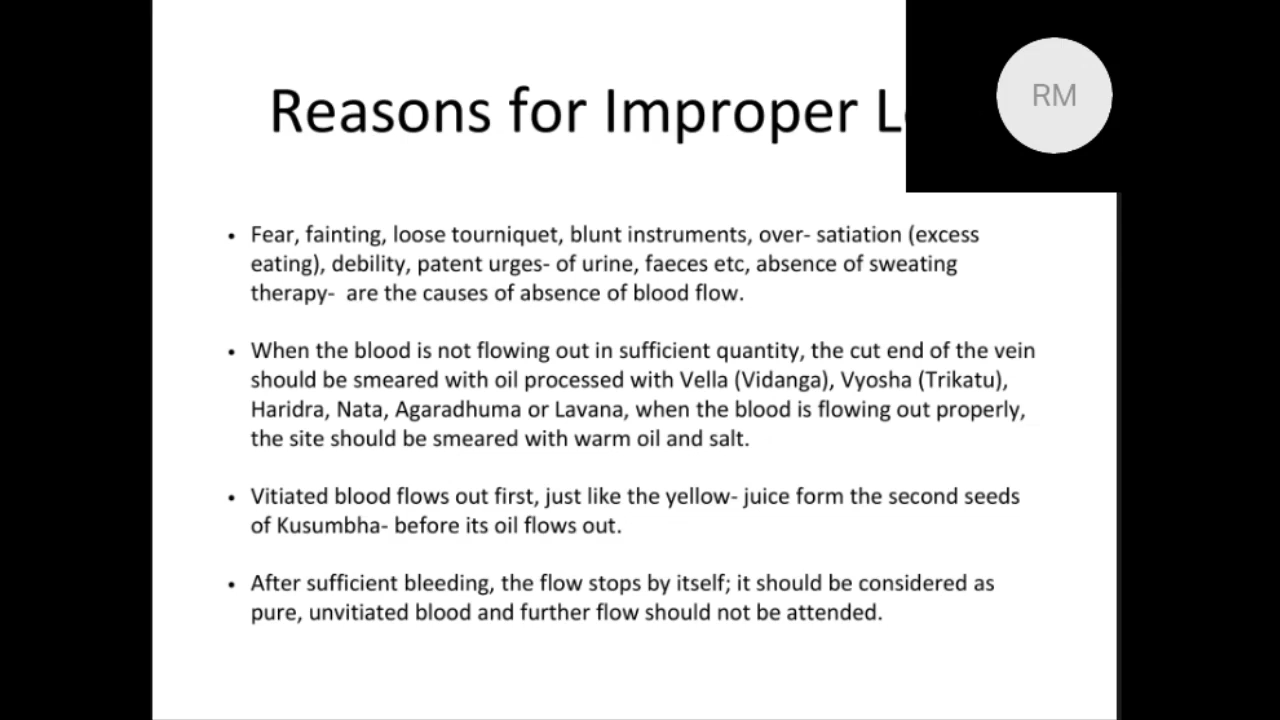 Reasons for Improper
RM
• Fear, fainting, loose tourniquet, blunt instruments, over- satiation (excess
eating), debility, patent urges- of urine, faeces etc, absence of sweating
therapy- are the causes of absence of blood flow.
• When the blood is not flowing out in sufficient quantity, the cut end of the vein
should be smeared with oil processed with Vella (Vidanga), Vyosha (Trikatu),
Haridra, Nata, Agaradhuma or Lavana, when the blood is flowing out properly,
the site should be smeared with warm oil and salt.
• Vitiated blood flows out first, just like the yellow- juice form the second seeds
of Kusumbha- before its oil flows out.
• After sufficient bleeding, the flow stops by itself; it should be considered as
pure, unvitiated blood and further flow should not be attended.